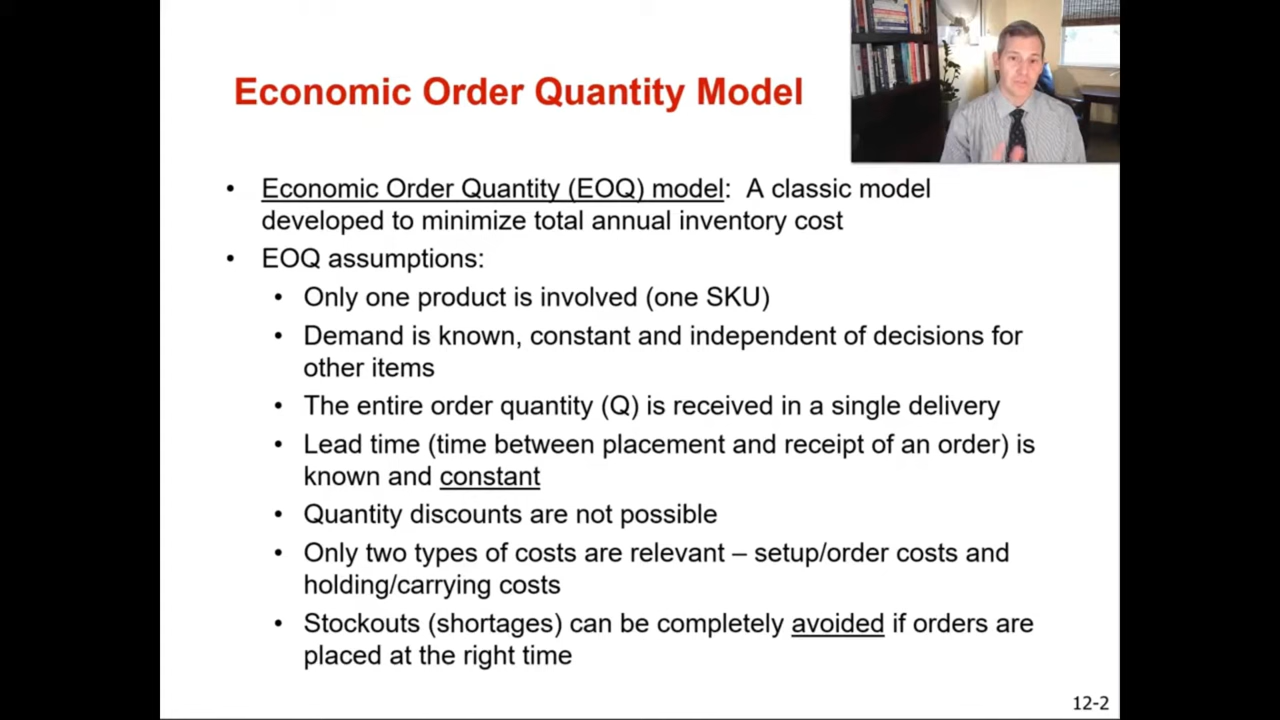 Economic Order Quantity Model
• Economic Order Quantity (EOQ) model: A classic model
developed to minimize total annual inventory cost
• EOQ assumptions:
• Only one product is involved (one SKU)
• Demand is known, constant and independent of decisions for
other items
• The entire order quantity (Q) is received in a single delivery
• Lead time (time between placement and receipt of an order) is
known and constant
• Quantity discounts are not possible
• Only two types of costs are relevant – setup/order costs and
holding/carrying costs
• Stockouts (shortages) can be completely avoided if orders are
placed at the right time
12-2